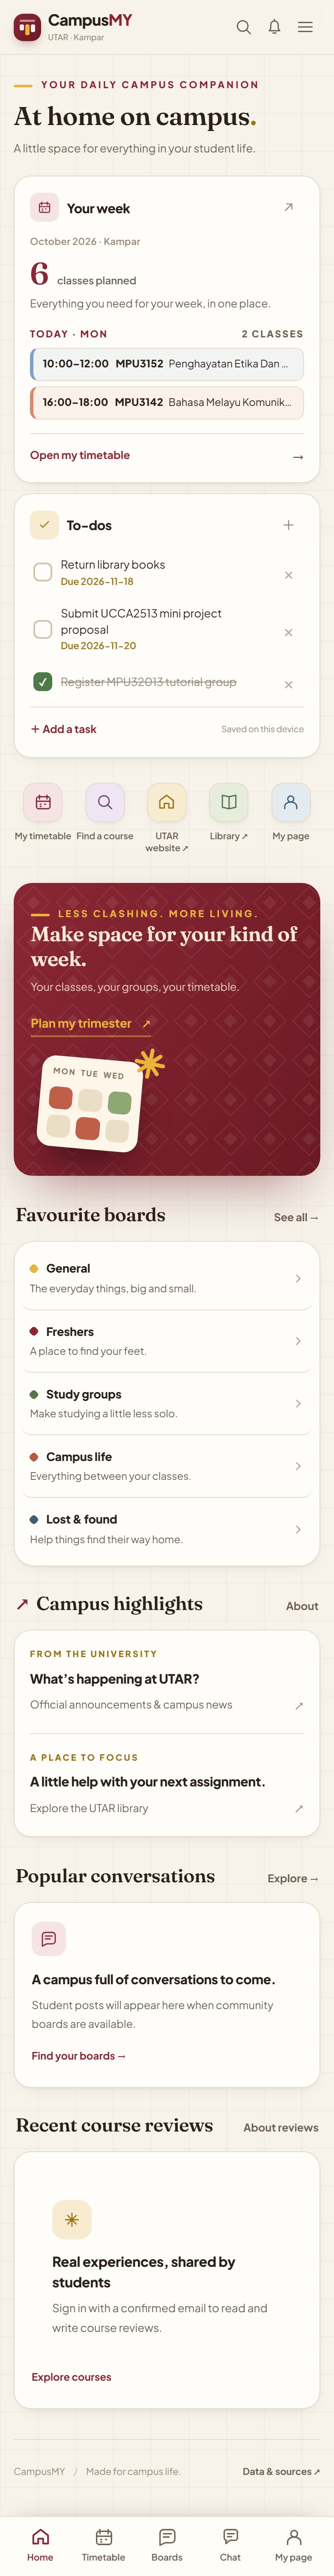 CampusMY
UTAR · Kampar
YOUR DAILY CAMPUS COMPANION
At home on campus.
A little space for everything in your student life.
Your week
October 2026 · Kampar
6 classes planned
Everything you need for your week, in one place.
TODAY · MON 2 CLASSES
10:00–12:00 MPU3152 Penghayatan Etika Dan ...
16:00–18:00 MPU3142 Bahasa Melayu Komunik...
Open my timetable →
To-dos
Return library books
Due 2026-11-18
Submit UCCA2513 mini project
proposal
Due 2026-11-20
Register MPU32013 tutorial group
+ Add a task Saved on this device
My timetable Find a course UTAR Library ↗ My page
website ↗
LESS CLASHING. MORE LIVING.
Make space for your kind of
week.
Your classes, your groups, your timetable.
Plan my trimester ↗
MON TUE WED
Favourite boards See all →
General
The everyday things, big and small.
Freshers
A place to find your feet.
Study groups
Make studying a little less solo.
Campus life
Everything between your classes.
Lost & found
Help things find their way home.
↗ Campus highlights About
FROM THE UNIVERSITY
What's happening at UTAR?
Official announcements & campus news ↗
A PLACE TO FOCUS
A little help with your next assignment.
Explore the UTAR library ↗
Popular conversations Explore →
A campus full of conversations to come.
Student posts will appear here when community
boards are available.
Find your boards →
Recent course reviews About reviews
Real experiences, shared by
students
Sign in with a confirmed email to read and
write course reviews.
Explore courses
CampusMY / Made for campus life. Data & sources ↗
Home Timetable Boards Chat My page